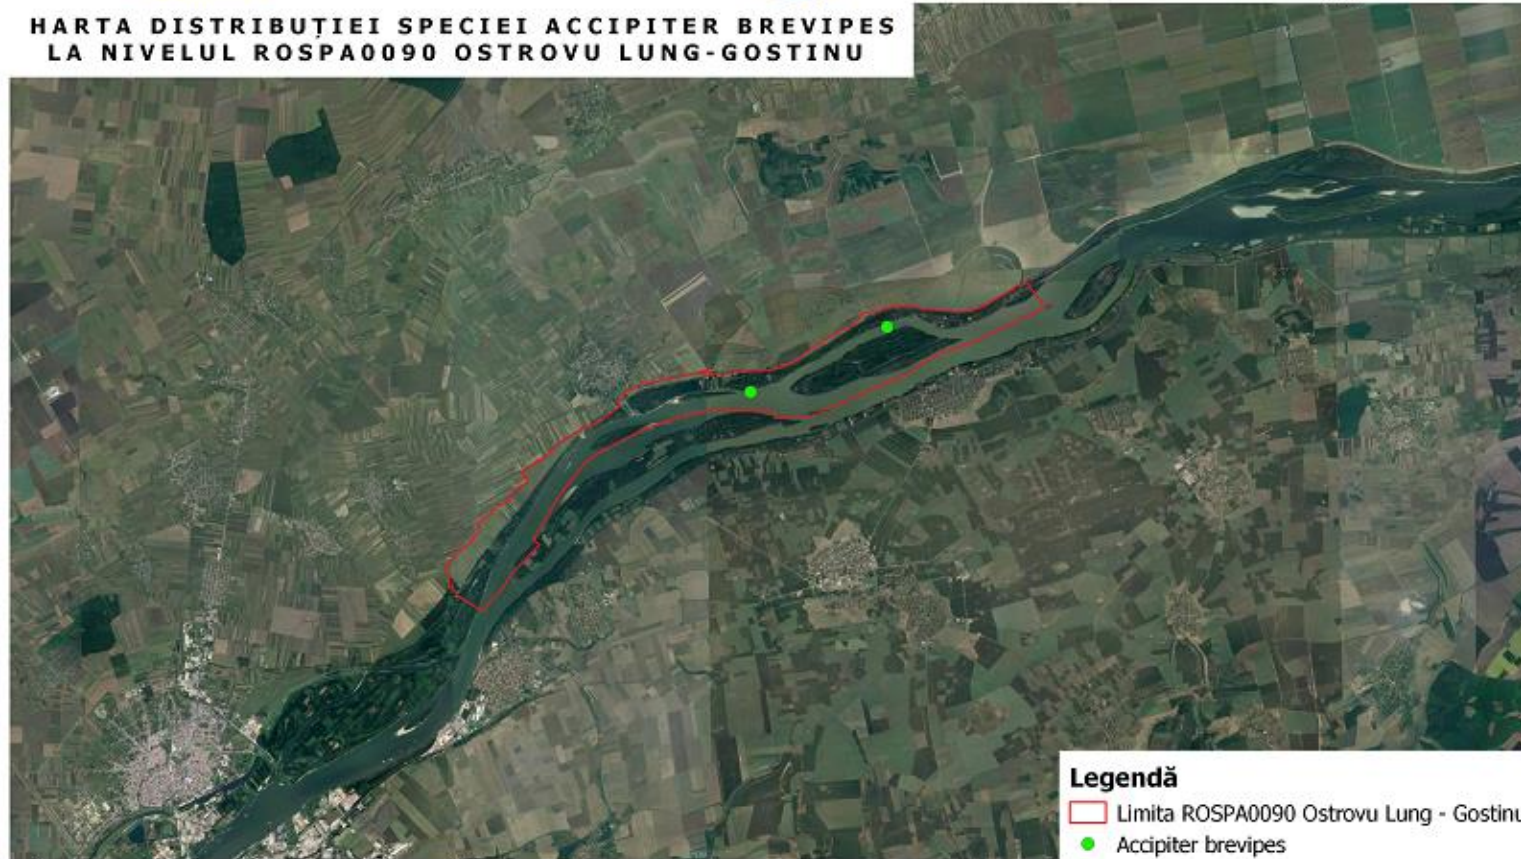 HARTA DISTRIBUȚIEI SPECIEI ACCIPITER BREVIPES
LA NIVELUL ROSPA0090 OSTROVU LUNG-GOSTINU
Legendă
Limita ROSPA0090 Ostrovu Lung - Gostinu
Accipiter brevipes